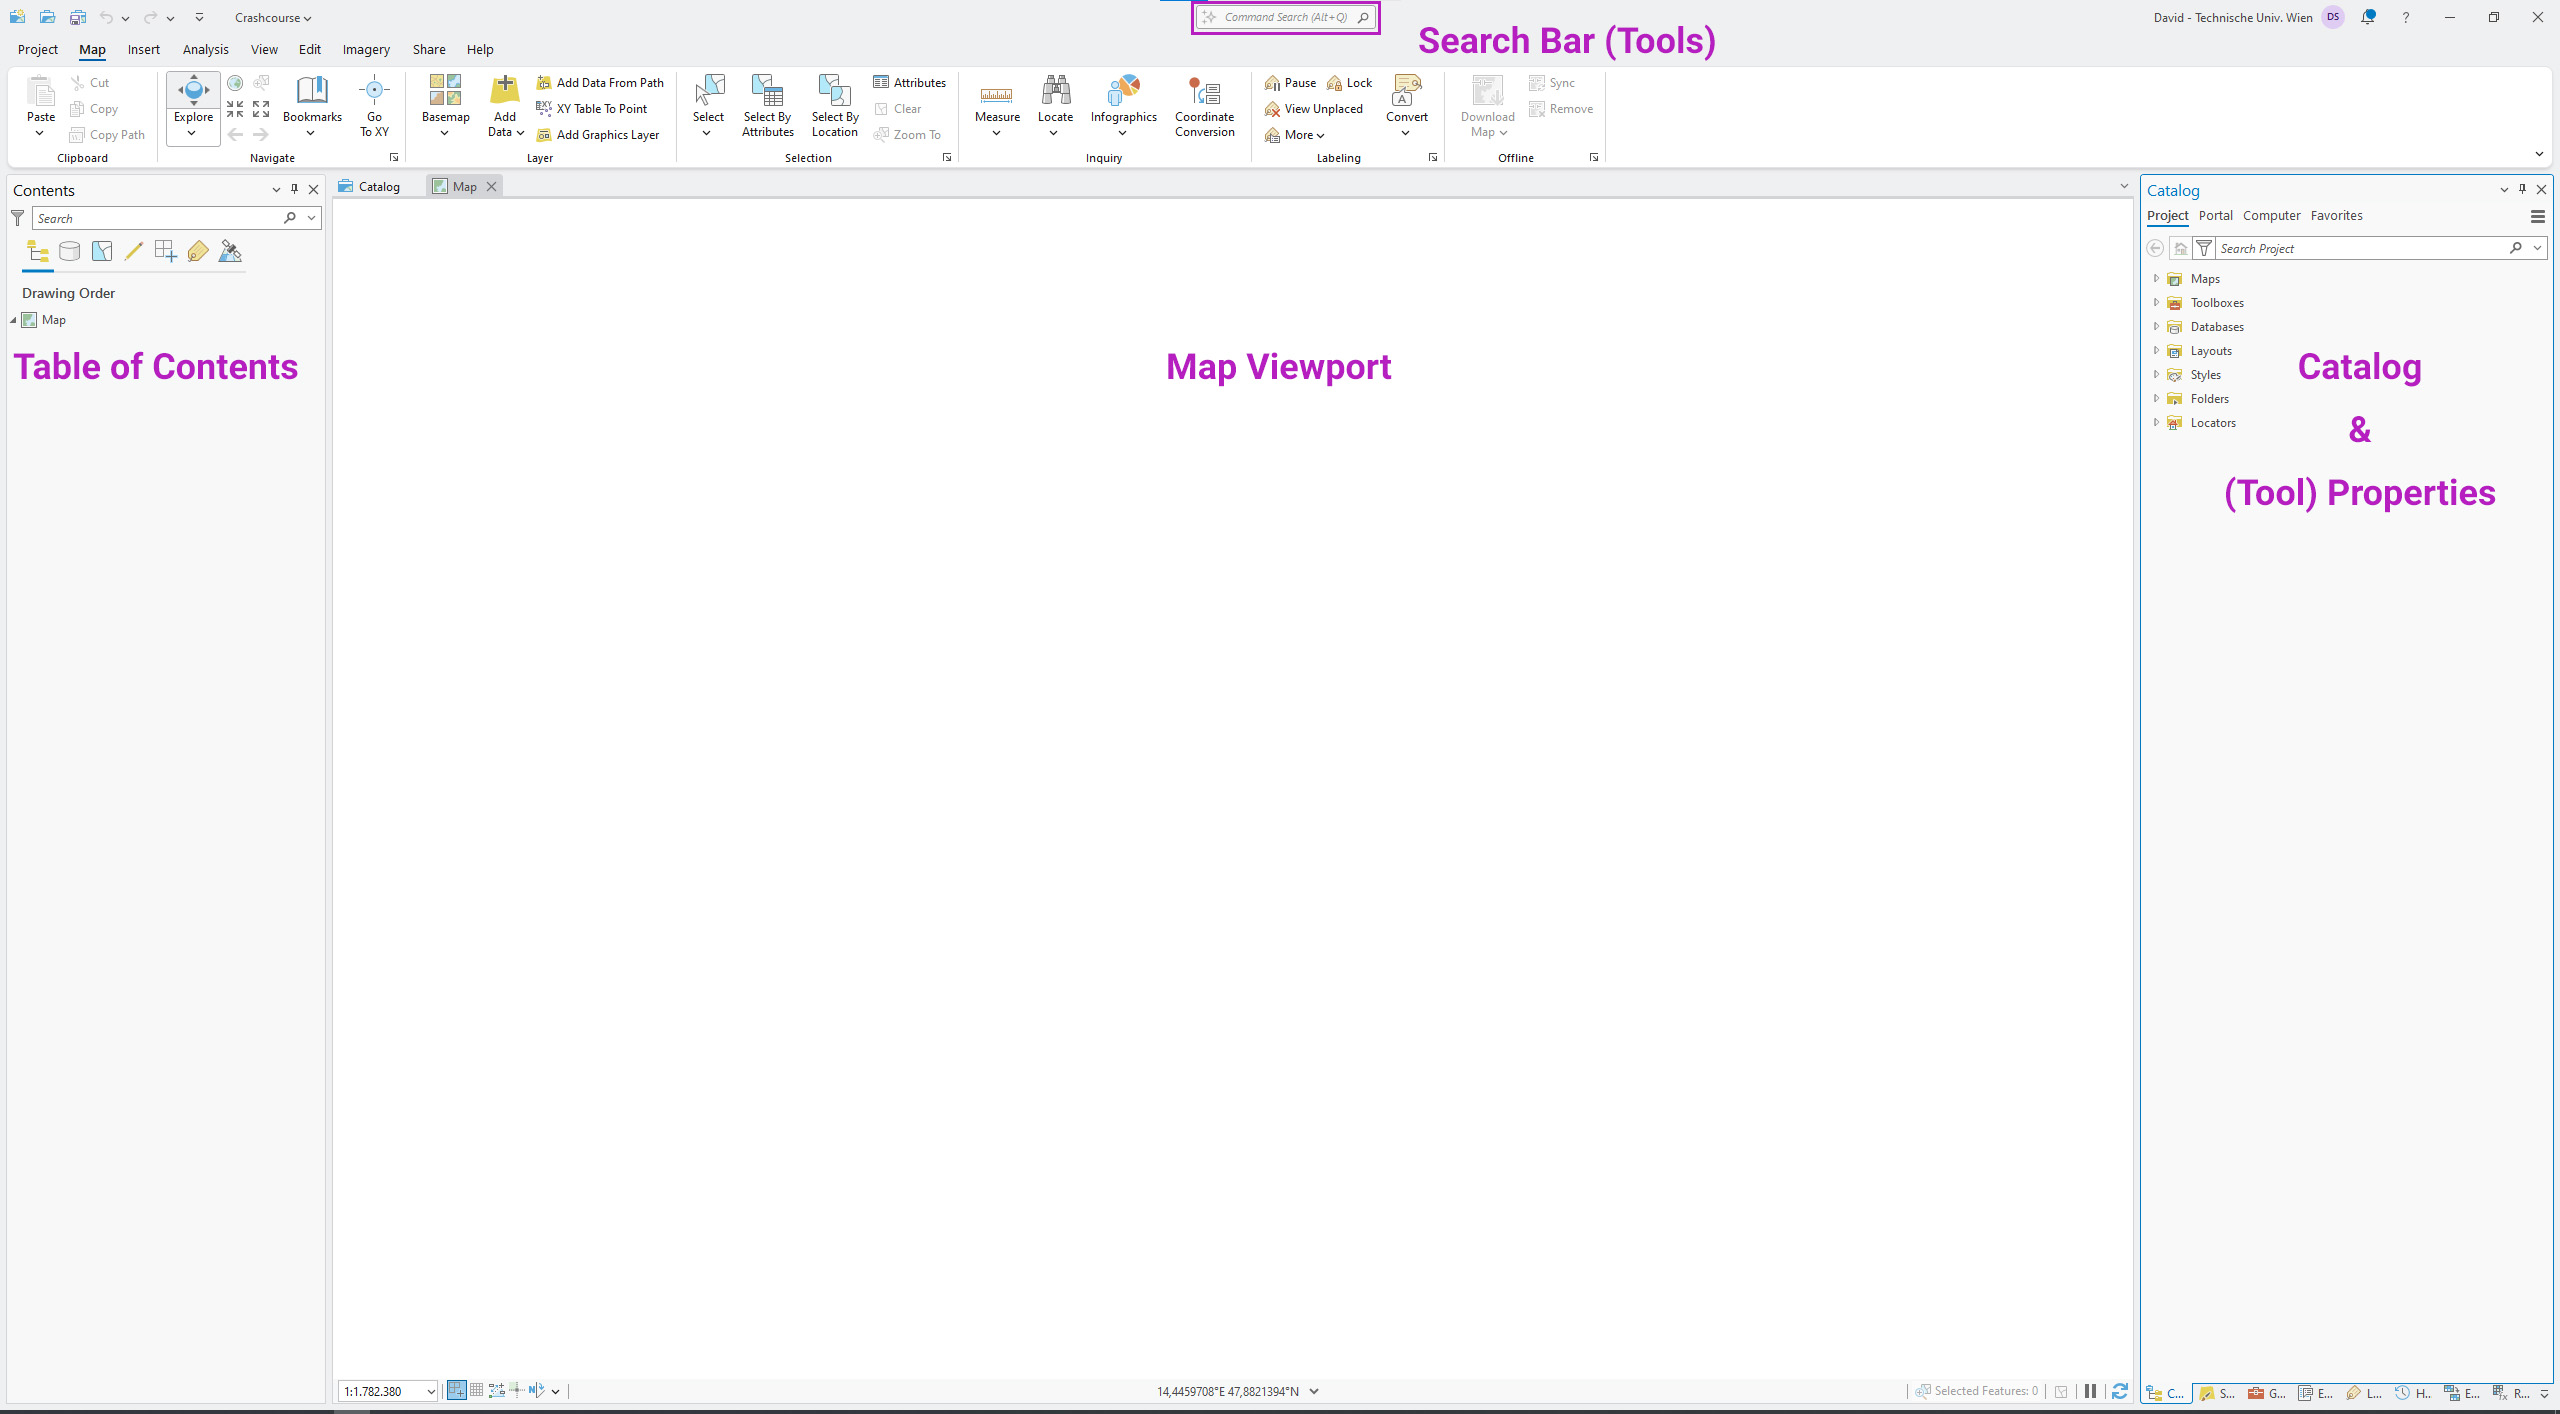 Crashcourse
Command Search (Alt+Q)
David - Technische Univ. Wien
DS
?
Search Bar (Tools)
Project Map Insert Analysis View Edit Imagery Share Help
Paste
Cut
Copy
Copy Path
Clipboard
Explore
Bookmarks
Go
To XY
Navigate
Basemap
Add
Data
Add Data From Path
XY Table To Point
Add Graphics Layer
Layer
Select
Select By
Attributes
Select By
Location
Attributes
Clear
Zoom To
Selection
Measure
Locate
Infographics
Coordinate
Conversion
Inquiry
Pause
Lock
View Unplaced
More
Convert
Labeling
Download
Map
Sync
Remove
Offline
Contents
Search
Drawing Order
Map
Table of Contents
Catalog
Map
Map Viewport
Catalog
Project Portal Computer Favorites
Search Project
Maps
Toolboxes
Databases
Layouts
Styles
Folders
Locators
Catalog
&
(Tool) Properties
1:1.782.380
14,4459708°E 47,8821394°N
Selected Features: 0
C... S... G... E... L... H... E... R...